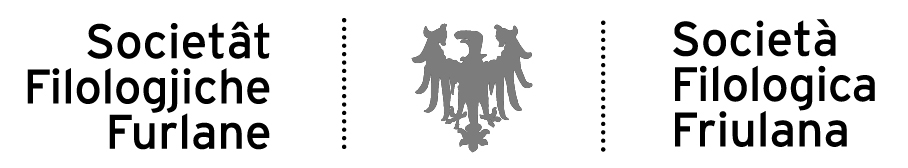 Societât
Filologjiche
Furlane
Società
Filologica
Friulana